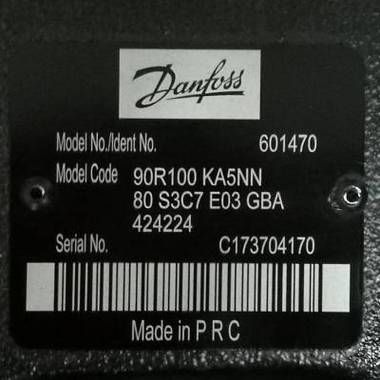 Danfoss
Model No./Ident No. 601470
Model Code 90R100 KA5NN
80 S3C7 E03 GBA
424224
Serial No. C173704170
Made in P R C